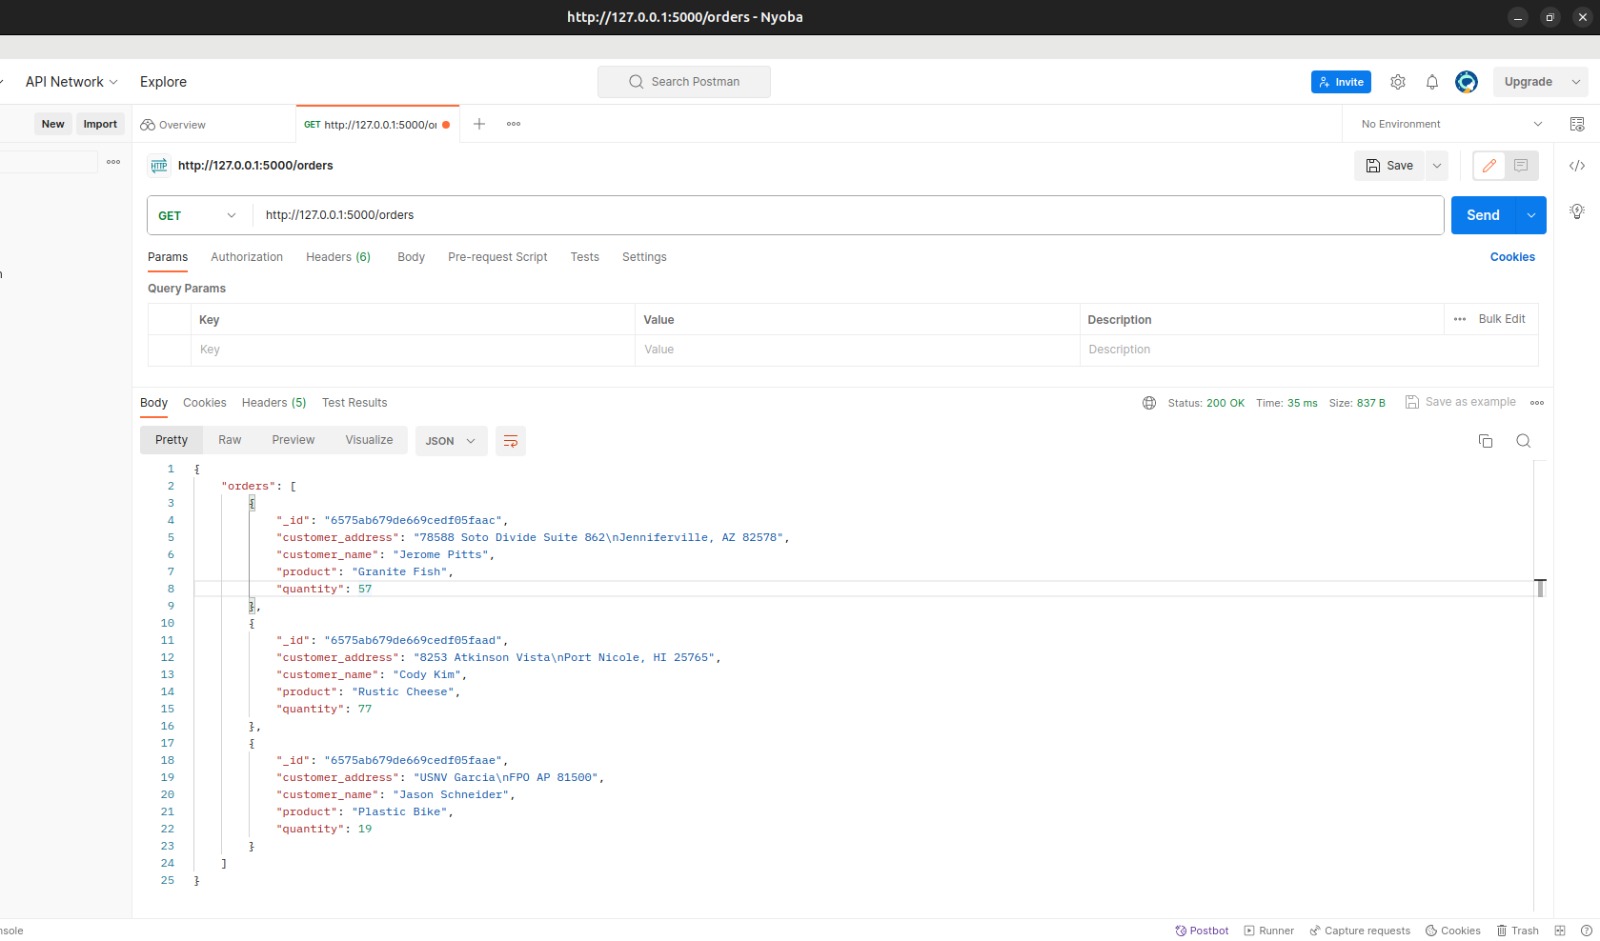 http://127.0.0.1:5000/orders - Nyoba
API Network
Explore
Search Postman
Invite
Upgrade
New
Import
Overview
GET http://127.0.0.1:5000/or
No Environment
HTTP
http://127.0.0.1:5000/orders
Save
GET
http://127.0.0.1:5000/orders
Send
Params Authorization Headers (6) Body Pre-request Script Tests Settings
Cookies
Query Params
Key Value Description Bulk Edit
Key Value Description
Body Cookies Headers (5) Test Results
Status: 200 OK Time: 35 ms Size: 837 B
Save as example
Pretty Raw Preview Visualize JSON
1 {
2 "orders": [
3 {
4 "_id": "6575ab679de669cedf05faac",
5 "customer_address": "78588 Soto Divide Suite 862\nJenniferville, AZ 82578",
6 "customer_name": "Jerome Pitts",
7 "product": "Granite Fish",
8 "quantity": 57
9 },
10 {
11 "_id": "6575ab679de669cedf05faad",
12 "customer_address": "8253 Atkinson Vista\nPort Nicole, HI 25765",
13 "customer_name": "Cody Kim",
14 "product": "Rustic Cheese",
15 "quantity": 77
16 },
17 {
18 "_id": "6575ab679de669cedf05faae",
19 "customer_address": "USNV Garcia\nFPO AP 81500",
20 "customer_name": "Jason Schneider",
21 "product": "Plastic Bike",
22 "quantity": 19
23 }
24 ]
25 }
nsole
Postbot Runner Capture requests Cookies Trash